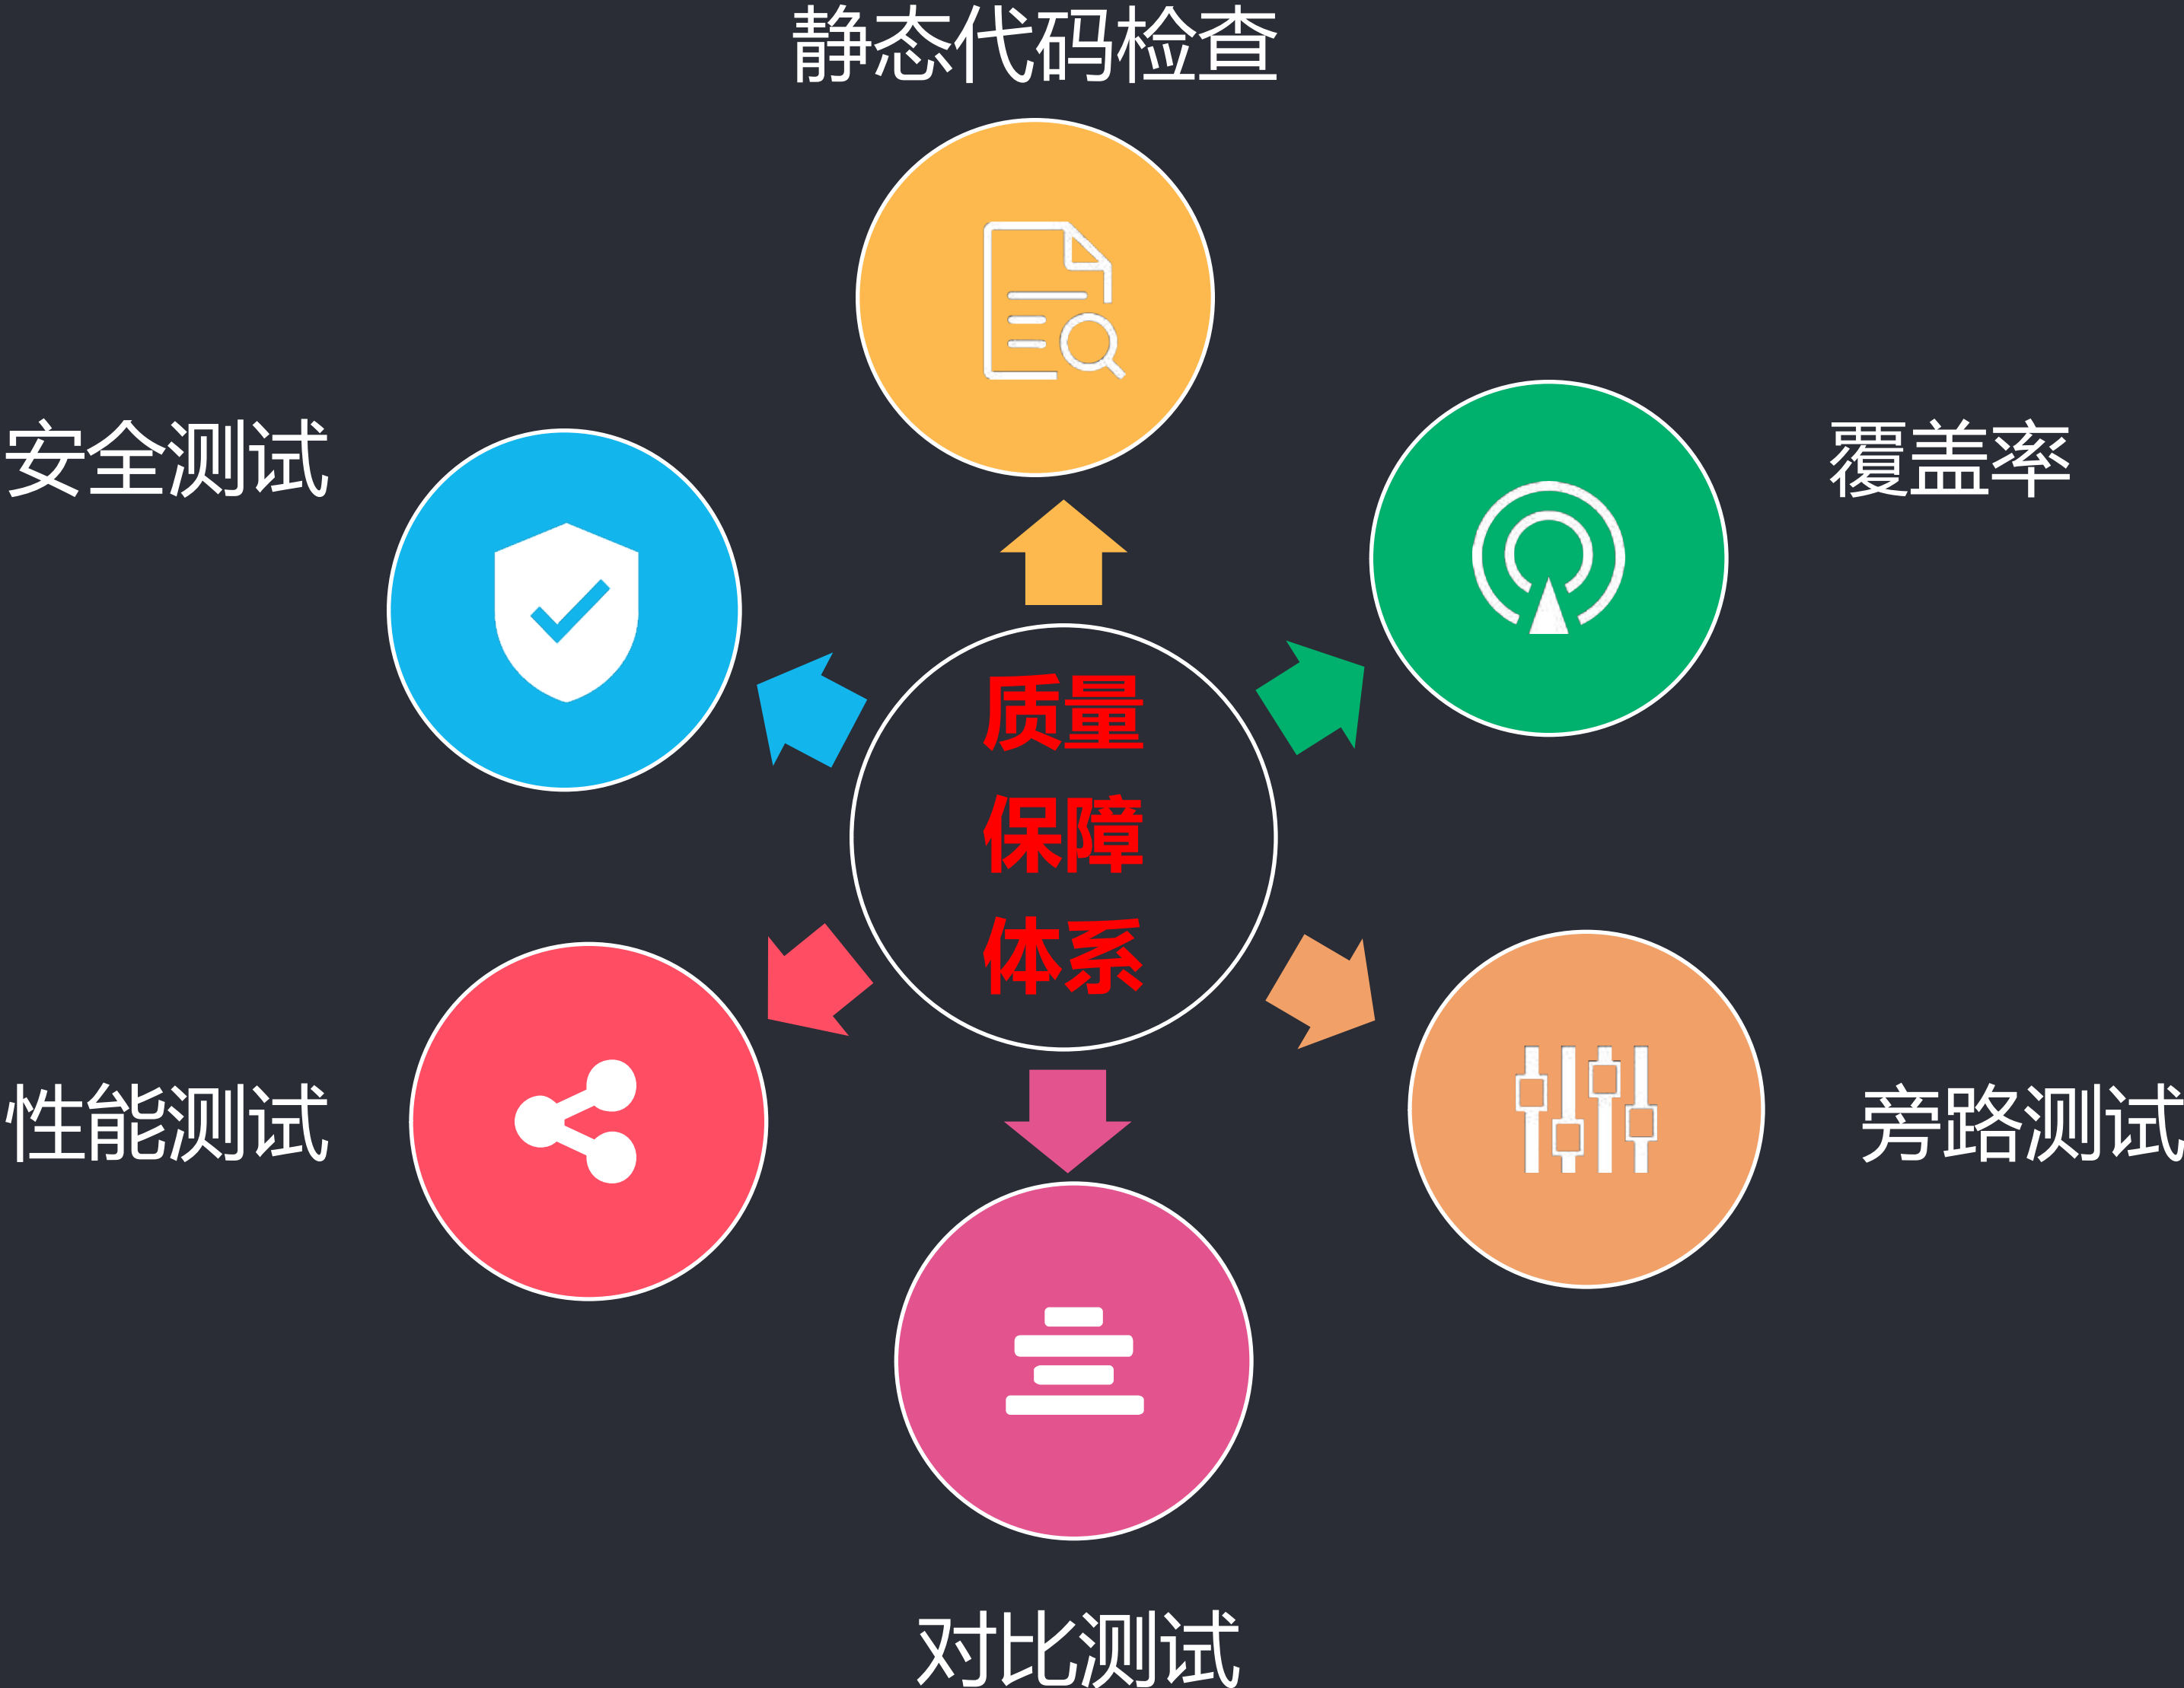 静态代码检查
安全测试
覆盖率
质量
保障
体系
性能测试
旁路测试
对比测试